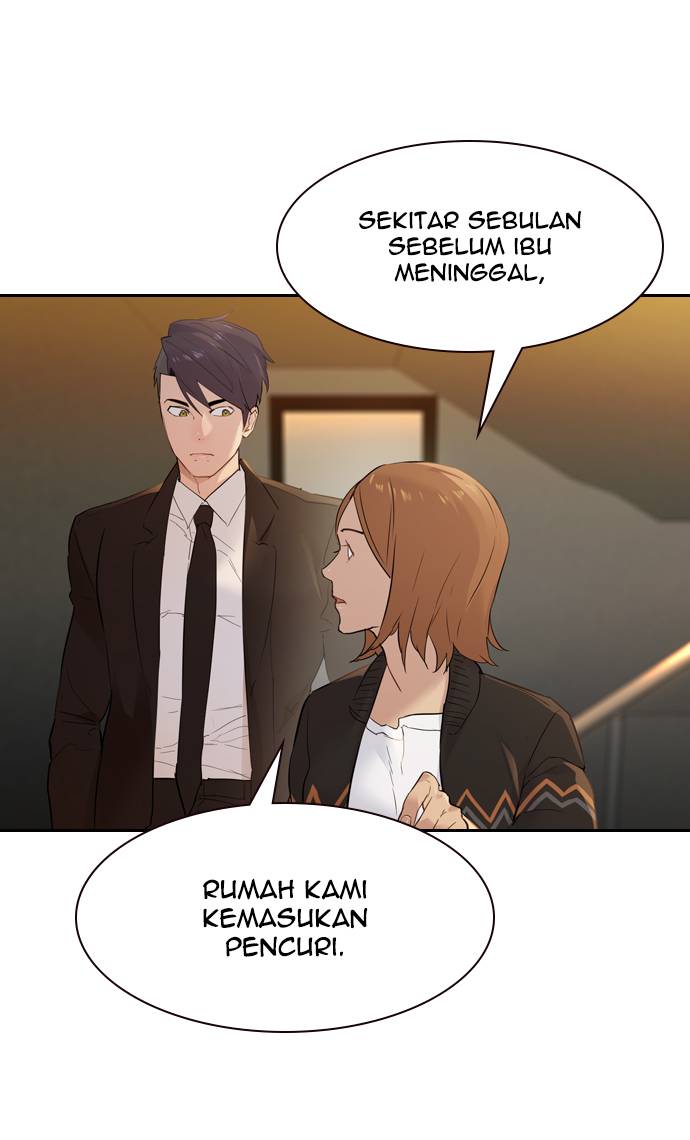 SEKITAR SEBULAN
SEBELUM IBU
MENINGGAL,
RUMAH KAMI
KEMASUKAN
PENCURI.